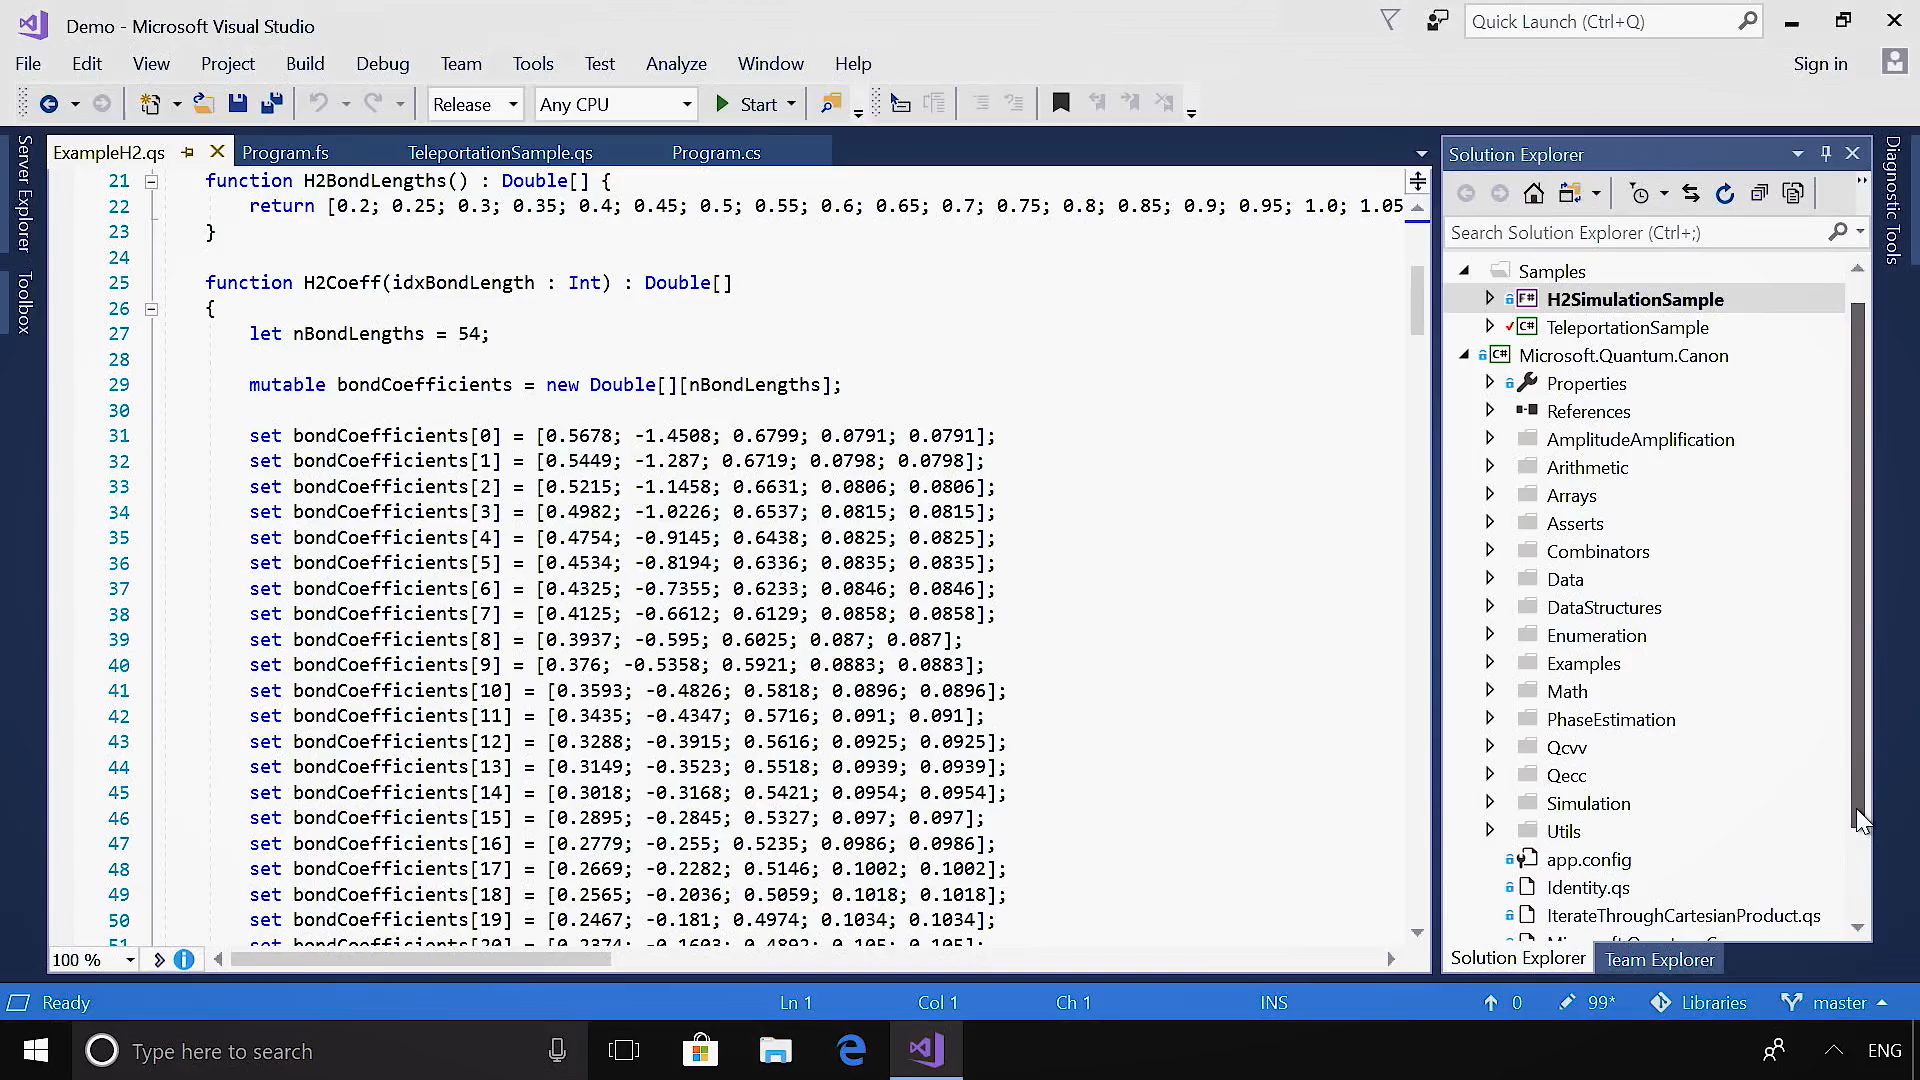 Demo - Microsoft Visual Studio
Quick Launch (Ctrl+Q)
File Edit View Project Build Debug Team Tools Test Analyze Window Help
Sign in
Release Any CPU Start
Server Explorer
Toolbox
ExampleH2.qs Program.fs TeleportationSample.qs Program.cs
21 function H2BondLengths() : Double[] {
22 return [0.2; 0.25; 0.3; 0.35; 0.4; 0.45; 0.5; 0.55; 0.6; 0.65; 0.7; 0.75; 0.8; 0.85; 0.9; 0.95; 1.0; 1.05
23 }
24
25 function H2Coeff(idxBondLength : Int) : Double[]
26 {
27 let nBondLengths = 54;
28
29 mutable bondCoefficients = new Double[][nBondLengths];
30
31 set bondCoefficients[0] = [0.5678; -1.4508; 0.6799; 0.0791; 0.0791];
32 set bondCoefficients[1] = [0.5449; -1.287; 0.6719; 0.0798; 0.0798];
33 set bondCoefficients[2] = [0.5215; -1.1458; 0.6631; 0.0806; 0.0806];
34 set bondCoefficients[3] = [0.4982; -1.0226; 0.6537; 0.0815; 0.0815];
35 set bondCoefficients[4] = [0.4754; -0.9145; 0.6438; 0.0825; 0.0825];
36 set bondCoefficients[5] = [0.4534; -0.8194; 0.6336; 0.0835; 0.0835];
37 set bondCoefficients[6] = [0.4325; -0.7355; 0.6233; 0.0846; 0.0846];
38 set bondCoefficients[7] = [0.4125; -0.6612; 0.6129; 0.0858; 0.0858];
39 set bondCoefficients[8] = [0.3937; -0.595; 0.6025; 0.087; 0.087];
40 set bondCoefficients[9] = [0.376; -0.5358; 0.5921; 0.0883; 0.0883];
41 set bondCoefficients[10] = [0.3593; -0.4826; 0.5818; 0.0896; 0.0896];
42 set bondCoefficients[11] = [0.3435; -0.4347; 0.5716; 0.091; 0.091];
43 set bondCoefficients[12] = [0.3288; -0.3915; 0.5616; 0.0925; 0.0925];
44 set bondCoefficients[13] = [0.3149; -0.3523; 0.5518; 0.0939; 0.0939];
45 set bondCoefficients[14] = [0.3018; -0.3168; 0.5421; 0.0954; 0.0954];
46 set bondCoefficients[15] = [0.2895; -0.2845; 0.5327; 0.097; 0.097];
47 set bondCoefficients[16] = [0.2779; -0.255; 0.5235; 0.0986; 0.0986];
48 set bondCoefficients[17] = [0.2669; -0.2282; 0.5146; 0.1002; 0.1002];
49 set bondCoefficients[18] = [0.2565; -0.2036; 0.5059; 0.1018; 0.1018];
50 set bondCoefficients[19] = [0.2467; -0.181; 0.4974; 0.1034; 0.1034];
51 set bondCoefficients[20] = [0.2374; -0.1603; 0.4892; 0.105; 0.105];
100 %
Solution Explorer
Search Solution Explorer (Ctrl+;)
Samples
F# H2SimulationSample
C# TeleportationSample
C# Microsoft.Quantum.Canon
Properties
References
AmplitudeAmplification
Arithmetic
Arrays
Asserts
Combinators
Data
DataStructures
Enumeration
Examples
Math
PhaseEstimation
Qcvv
Qecc
Simulation
Utils
app.config
Identity.qs
IterateThroughCartesianProduct.qs
Solution Explorer Team Explorer
Diagnostic Tools
Ready Ln 1 Col 1 Ch 1 INS 0 99* Libraries master
Type here to search
ENG